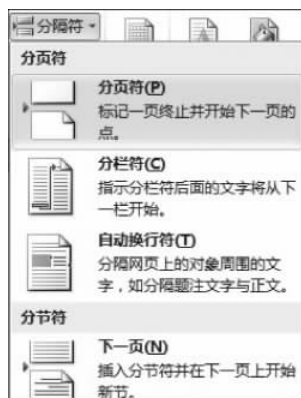 分隔符
分页符
分页符(P)
标记一页终止并开始下一页的
点。
分栏符(C)
指示分栏符后面的文字将从下
一栏开始。
自动换行符(T)
分隔网页上的对象周围的文
字，如分隔题注文字与正文。
分节符
下一页(N)
插入分节符并在下一页上开始
新节。